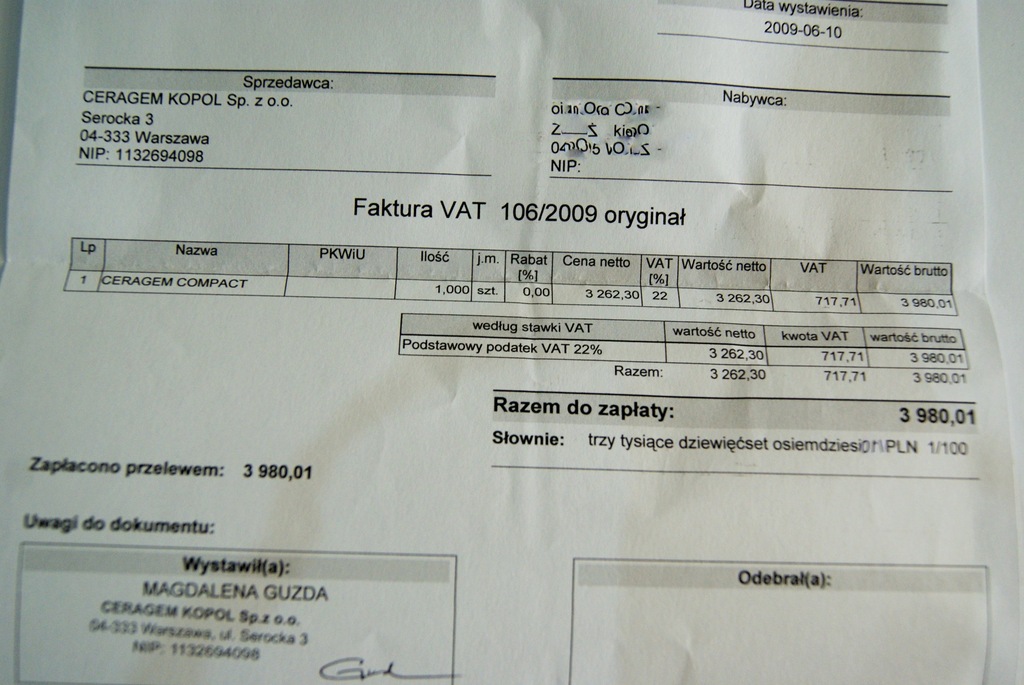 Data wystawienia:
2009-06-10
Sprzedawca:
CERAGEM KOPOL Sp. z o.o.
Serocka 3
04-333 Warszawa
NIP: 1132694098
Nabywca:
NIP:
Faktura VAT 106/2009 oryginał
Lp Nazwa PKWiU Ilość j.m. Rabat [%] Cena netto VAT [%] Wartość netto VAT Wartość brutto
1 CERAGEM COMPACT 1,000 szt. 0,00 3 262,30 22 3 262,30 717,71 3 980,01
według stawki VAT wartość netto kwota VAT wartość brutto
Podstawowy podatek VAT 22% 3 262,30 717,71 3 980,01
Razem: 3 262,30 717,71 3 980,01
Razem do zapłaty: 3 980,01
Słownie: trzy tysiące dziewięćset PLN 1/100
Zapłacono przelewem: 3 980,01
Uwagi do dokumentu:
Wystawił(a):
MAGDALENA GUZDA
CERAGEM KOPOL Sp.z o.o.
04-333 Warszawa, ul. Serocka 3
NIP: 1132694098
Odebrał(a):